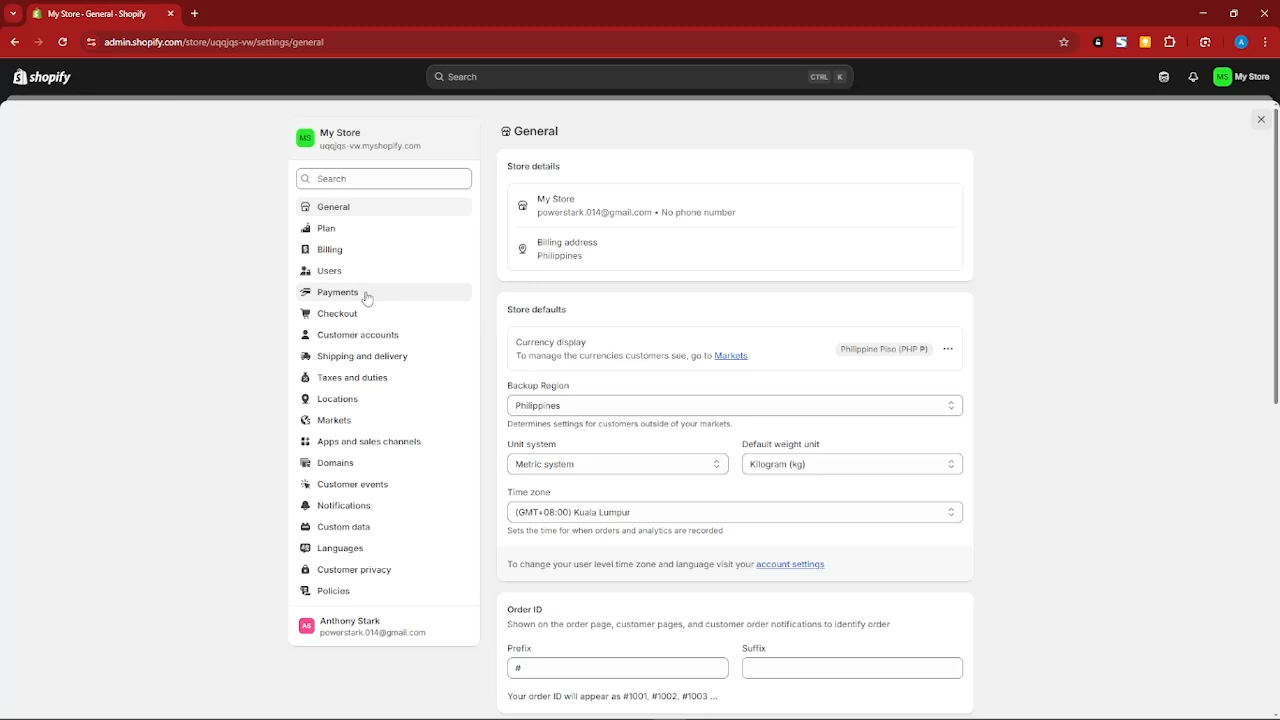 My Store - General - Shopify
admin.shopify.com/store/uqqjqs-vw/settings/general
shopify
Search
CTRL K
MS My Store
MS
My Store
uqqjqs-vw.myshopify.com
Search
General
Plan
Billing
Users
Payments
Checkout
Customer accounts
Shipping and delivery
Taxes and duties
Locations
Markets
Apps and sales channels
Domains
Customer events
Notifications
Custom data
Languages
Customer privacy
Policies
AS
Anthony Stark
powerstark.014@gmail.com
General
Store details
My Store
powerstark.014@gmail.com • No phone number
Billing address
Philippines
Store defaults
Currency display
To manage the currencies customers see, go to Markets
Philippine Piso (PHP ₱)
Backup Region
Philippines
Determines settings for customers outside of your markets.
Unit system
Default weight unit
Metric system
Kilogram (kg)
Time zone
(GMT+08:00) Kuala Lumpur
Sets the time for when orders and analytics are recorded
To change your user level time zone and language visit your account settings
Order ID
Shown on the order page, customer pages, and customer order notifications to identify order
Prefix
Suffix
#
Your order ID will appear as #1001, #1002, #1003 ...